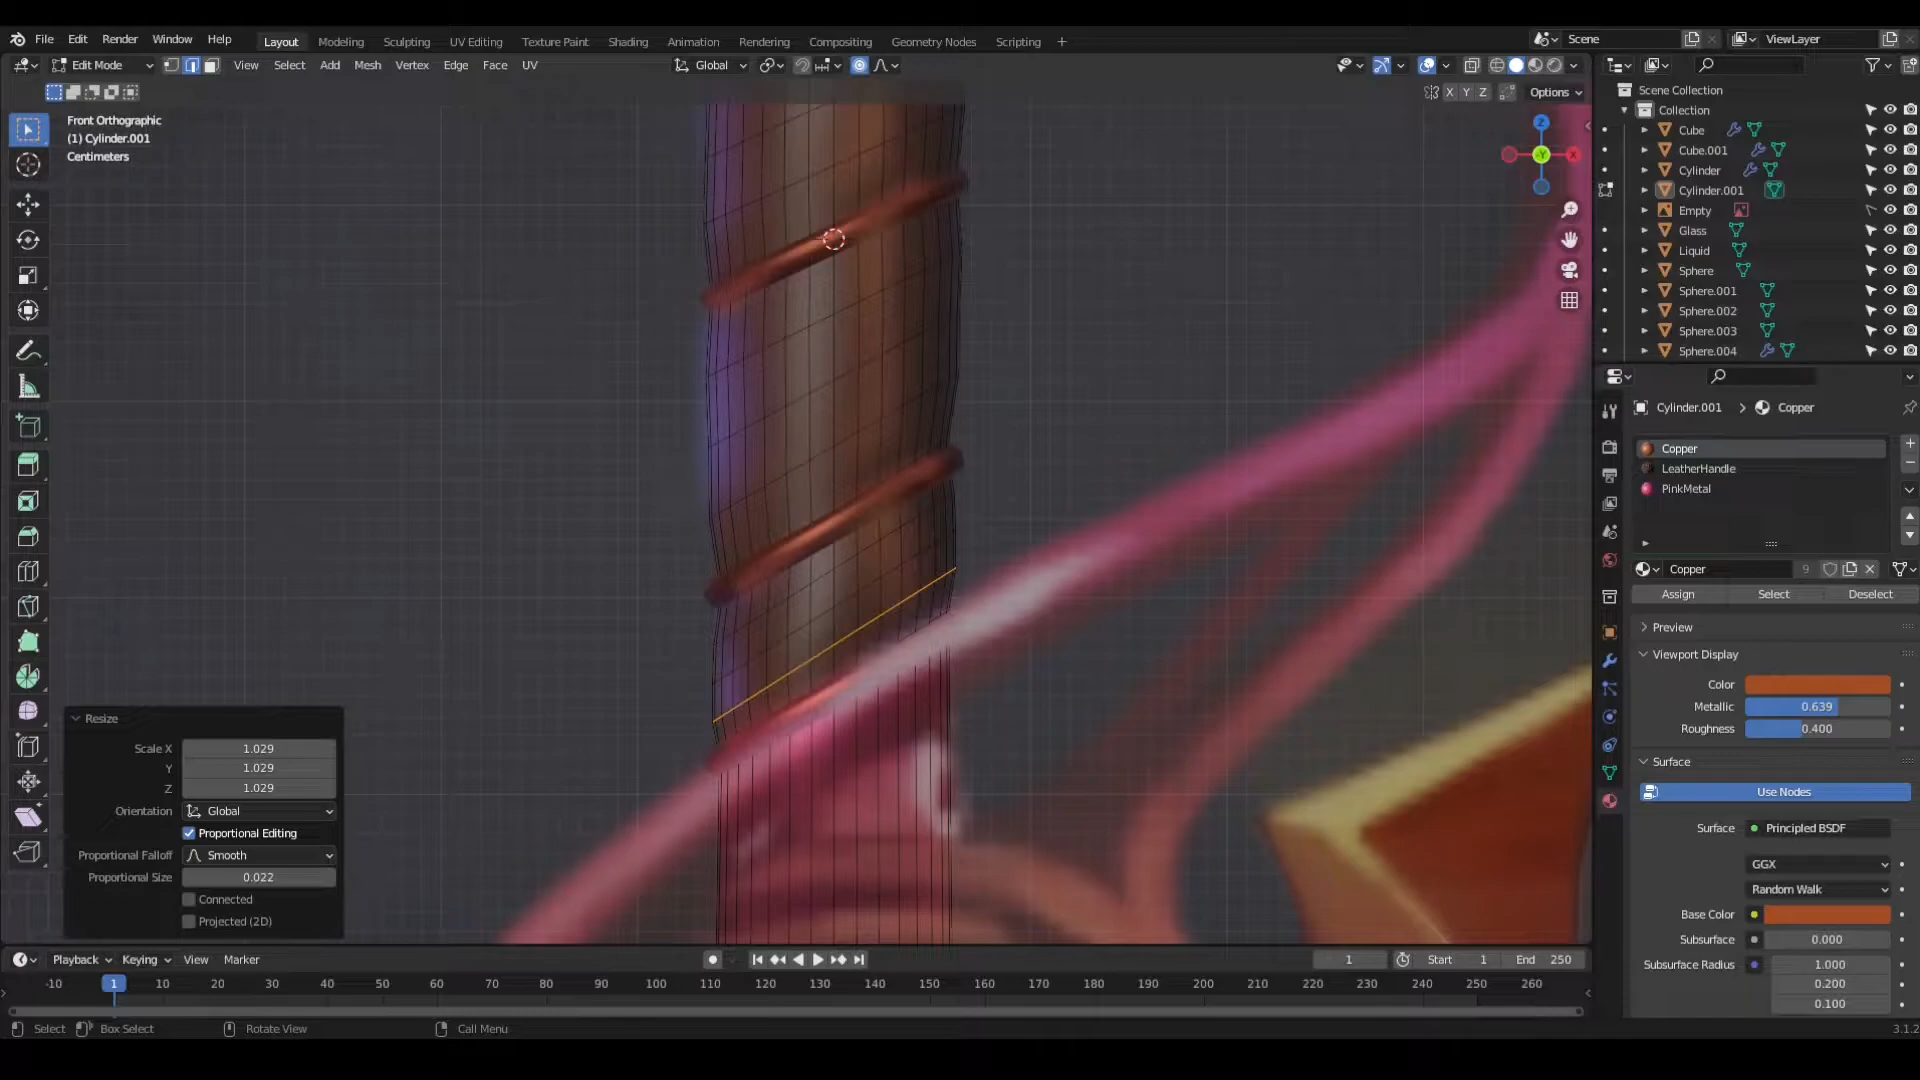 File Edit Render Window Help Layout Modeling Sculpting UV Editing Texture Paint Shading Animation Rendering Compositing Geometry Nodes Scripting + Scene ViewLayer
Edit Mode View Select Add Mesh Vertex Edge Face UV Global
X Y Z Options
Front Orthographic
(1) Cylinder.001
Centimeters
Z
-Y X
Scene Collection
Collection
Cube
Cube.001
Cylinder
Cylinder.001
Empty
Glass
Liquid
Sphere
Sphere.001
Sphere.002
Sphere.003
Sphere.004
Cylinder.001 > Copper
Copper
LeatherHandle
PinkMetal
Copper 9
Assign Select Deselect
Preview
Viewport Display
Color
Metallic 0.639
Roughness 0.400
Surface
Use Nodes
Surface Principled BSDF
GGX
Random Walk
Base Color
Subsurface 0.000
Subsurface Radius 1.000
0.200
0.100
Resize
Scale X 1.029
Y 1.029
Z 1.029
Orientation Global
Proportional Editing
Proportional Falloff Smooth
Proportional Size 0.022
Connected
Projected (2D)
Playback Keying View Marker 1 Start 1 End 250
-10 1 10 20 30 40 50 60 70 80 90 100 110 120 130 140 150 160 170 180 190 200 210 220 230 240 250 260
Select Box Select Rotate View Call Menu 3.1.2